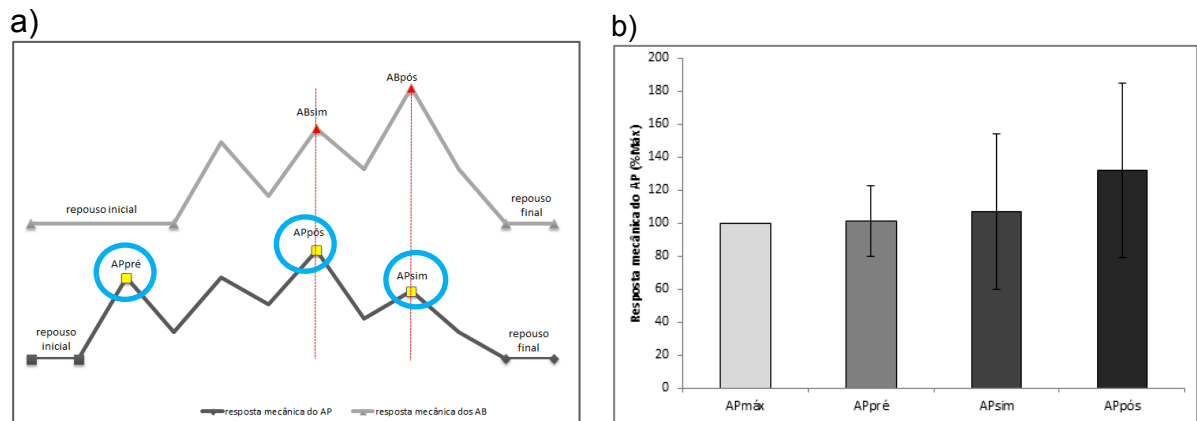 a)
ABpós
ABsim
repouso inicial
repouso
final
APpós
APpré
APsim
repouso
inicial
repouso
final
resposta mecânica do AP
resposta mecânica dos AB
b)
Resposta mecânica do AP (%Máx)
200
180
160
140
120
100
80
60
40
20
0
APmáx
APpré
APsim
APpós